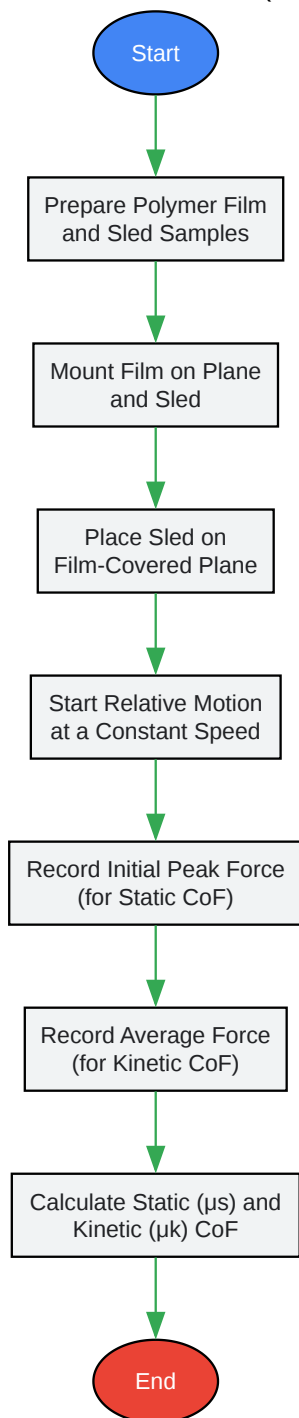 (
Start
Prepare Polymer Film
and Sled Samples
Mount Film on Plane
and Sled
Place Sled on
Film-Covered Plane
Start Relative Motion
at a Constant Speed
Record Initial Peak Force
(for Static CoF)
Record Average Force
(for Kinetic CoF)
Calculate Static (μs) and
Kinetic (μk) CoF
End